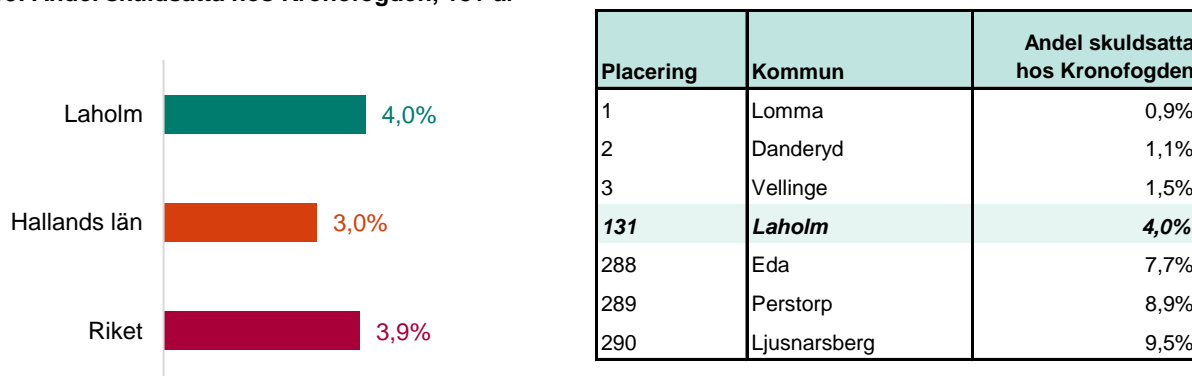 Laholm
4,0%
Hallands län
3,0%
Riket
3,9%
Placering Kommun Andel skuldsatta hos Kronofogden
1 Lomma 0,9%
2 Danderyd 1,1%
3 Vellinge 1,5%
131 Laholm 4,0%
288 Eda 7,7%
289 Perstorp 8,9%
290 Ljusnarsberg 9,5%